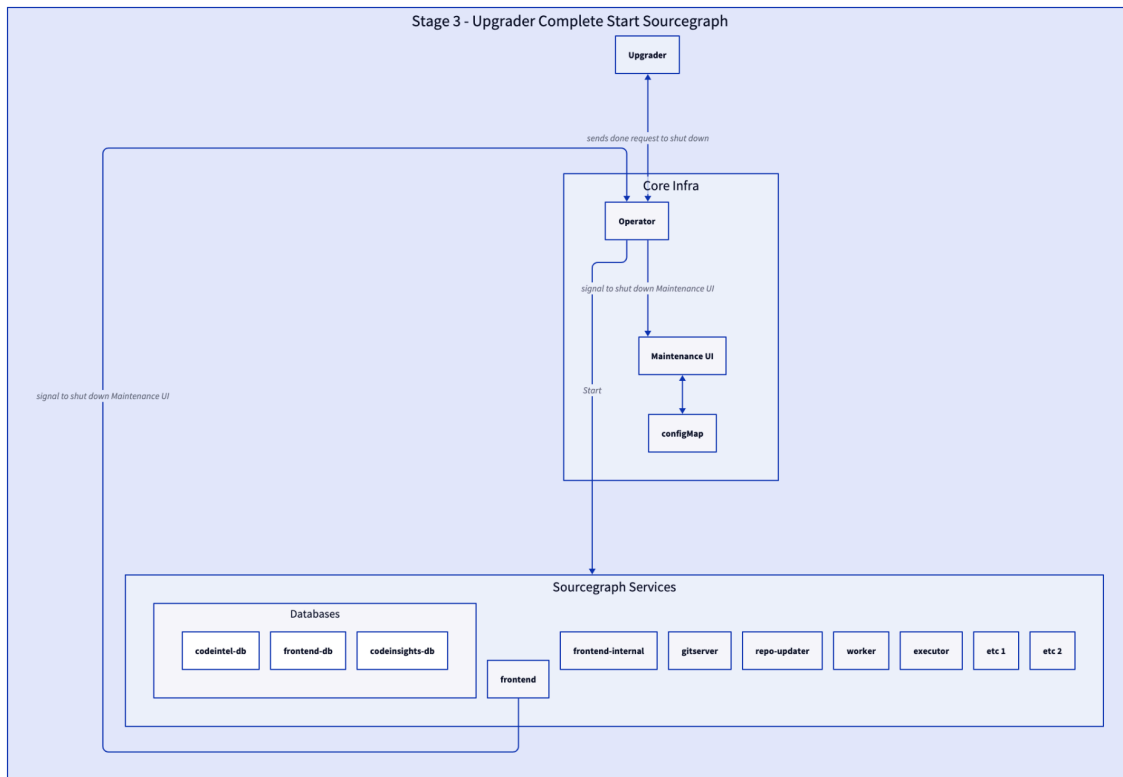 Stage 3 - Upgrader Complete Start Sourcegraph
Upgrader
sends done request to shut down
Core Infra
Operator
signal to shut down Maintenance UI
Maintenance UI
signal to shut down Maintenance UI
Start
configMap
Sourcegraph Services
Databases
codeintel-db
frontend-db
codeinsights-db
frontend
frontend-internal
gitserver
repo-updater
worker
executor
etc 1
etc 2